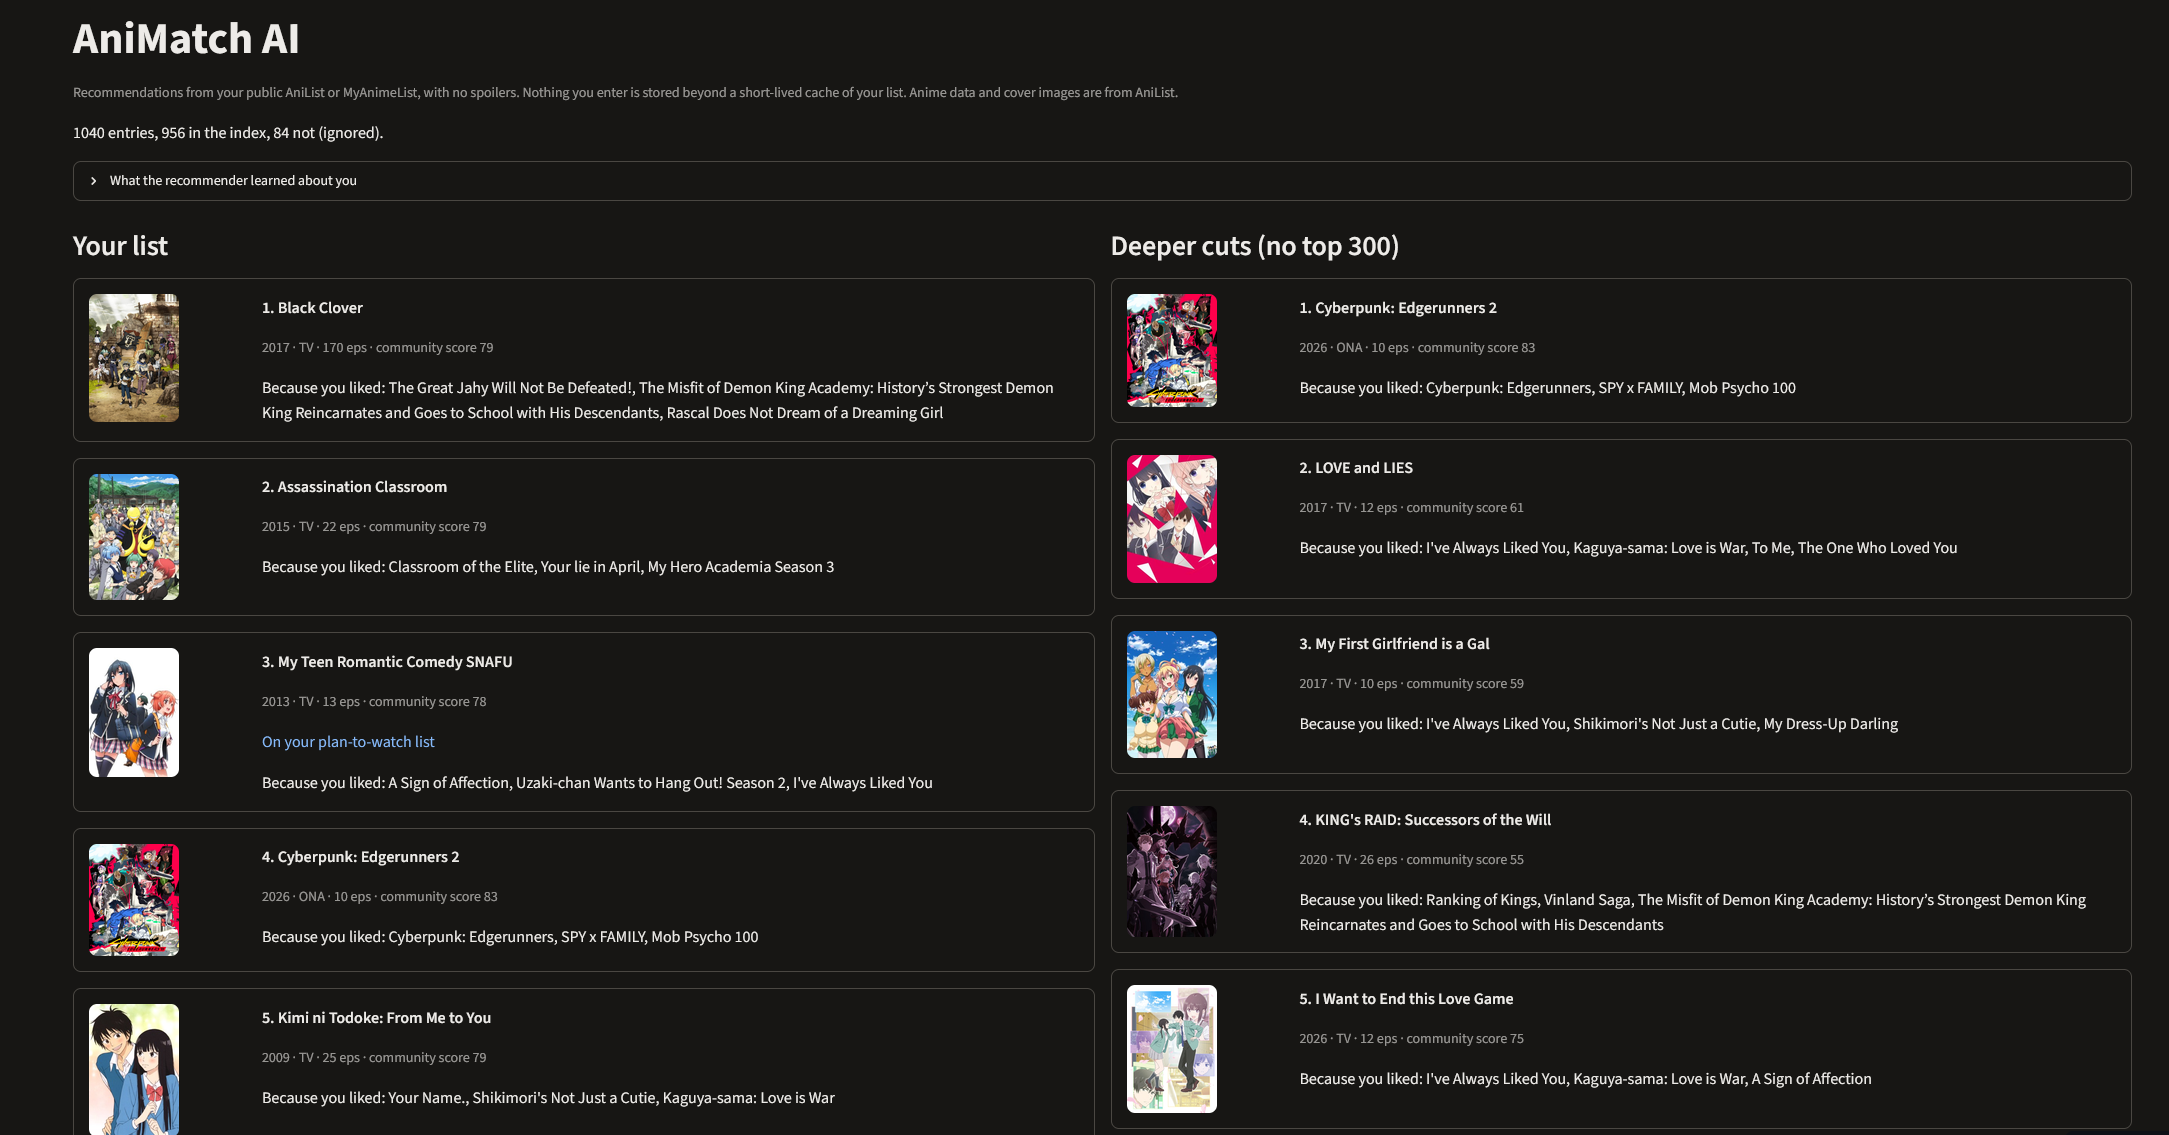 AniMatch AI
Recommendations from your public AniList or MyAnimeList, with no spoilers. Nothing you enter is stored beyond a short-lived cache of your list. Anime data and cover images are from AniList.
1040 entries, 956 in the index, 84 not (ignored).
What the recommender learned about you
Your list
1. Black Clover
2017 · TV · 170 eps · community score 79
Because you liked: The Great Jahy Will Not Be Defeated!, The Misfit of Demon King Academy: History’s Strongest Demon
King Reincarnates and Goes to School with His Descendants, Rascal Does Not Dream of a Dreaming Girl
2. Assassination Classroom
2015 · TV · 22 eps · community score 79
Because you liked: Classroom of the Elite, Your lie in April, My Hero Academia Season 3
3. My Teen Romantic Comedy SNAFU
2013 · TV · 13 eps · community score 78
On your plan-to-watch list
Because you liked: A Sign of Affection, Uzaki-chan Wants to Hang Out! Season 2, I've Always Liked You
4. Cyberpunk: Edgerunners 2
2026 · ONA · 10 eps · community score 83
Because you liked: Cyberpunk: Edgerunners, SPY x FAMILY, Mob Psycho 100
5. Kimi ni Todoke: From Me to You
2009 · TV · 25 eps · community score 79
Because you liked: Your Name., Shikimori's Not Just a Cutie, Kaguya-sama: Love is War
Deeper cuts (no top 300)
1. Cyberpunk: Edgerunners 2
2026 · ONA · 10 eps · community score 83
Because you liked: Cyberpunk: Edgerunners, SPY x FAMILY, Mob Psycho 100
2. LOVE and LIES
2017 · TV · 12 eps · community score 61
Because you liked: I've Always Liked You, Kaguya-sama: Love is War, To Me, The One Who Loved You
3. My First Girlfriend is a Gal
2017 · TV · 10 eps · community score 59
Because you liked: I've Always Liked You, Shikimori's Not Just a Cutie, My Dress-Up Darling
4. KING's RAID: Successors of the Will
2020 · TV · 26 eps · community score 55
Because you liked: Ranking of Kings, Vinland Saga, The Misfit of Demon King Academy: History’s Strongest Demon King
Reincarnates and Goes to School with His Descendants
5. I Want to End this Love Game
2026 · TV · 12 eps · community score 75
Because you liked: I've Always Liked You, Kaguya-sama: Love is War, A Sign of Affection